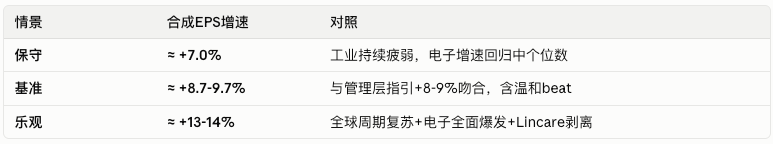 情景 合成EPS增速 对照
保守 ≈ +7.0% 工业持续疲弱，电子增速回归中个位数
基准 ≈ +8.7-9.7% 与管理层指引+8-9%吻合，含温和beat
乐观 ≈ +13-14% 全球周期复苏+电子全面爆发+Lincare剥离